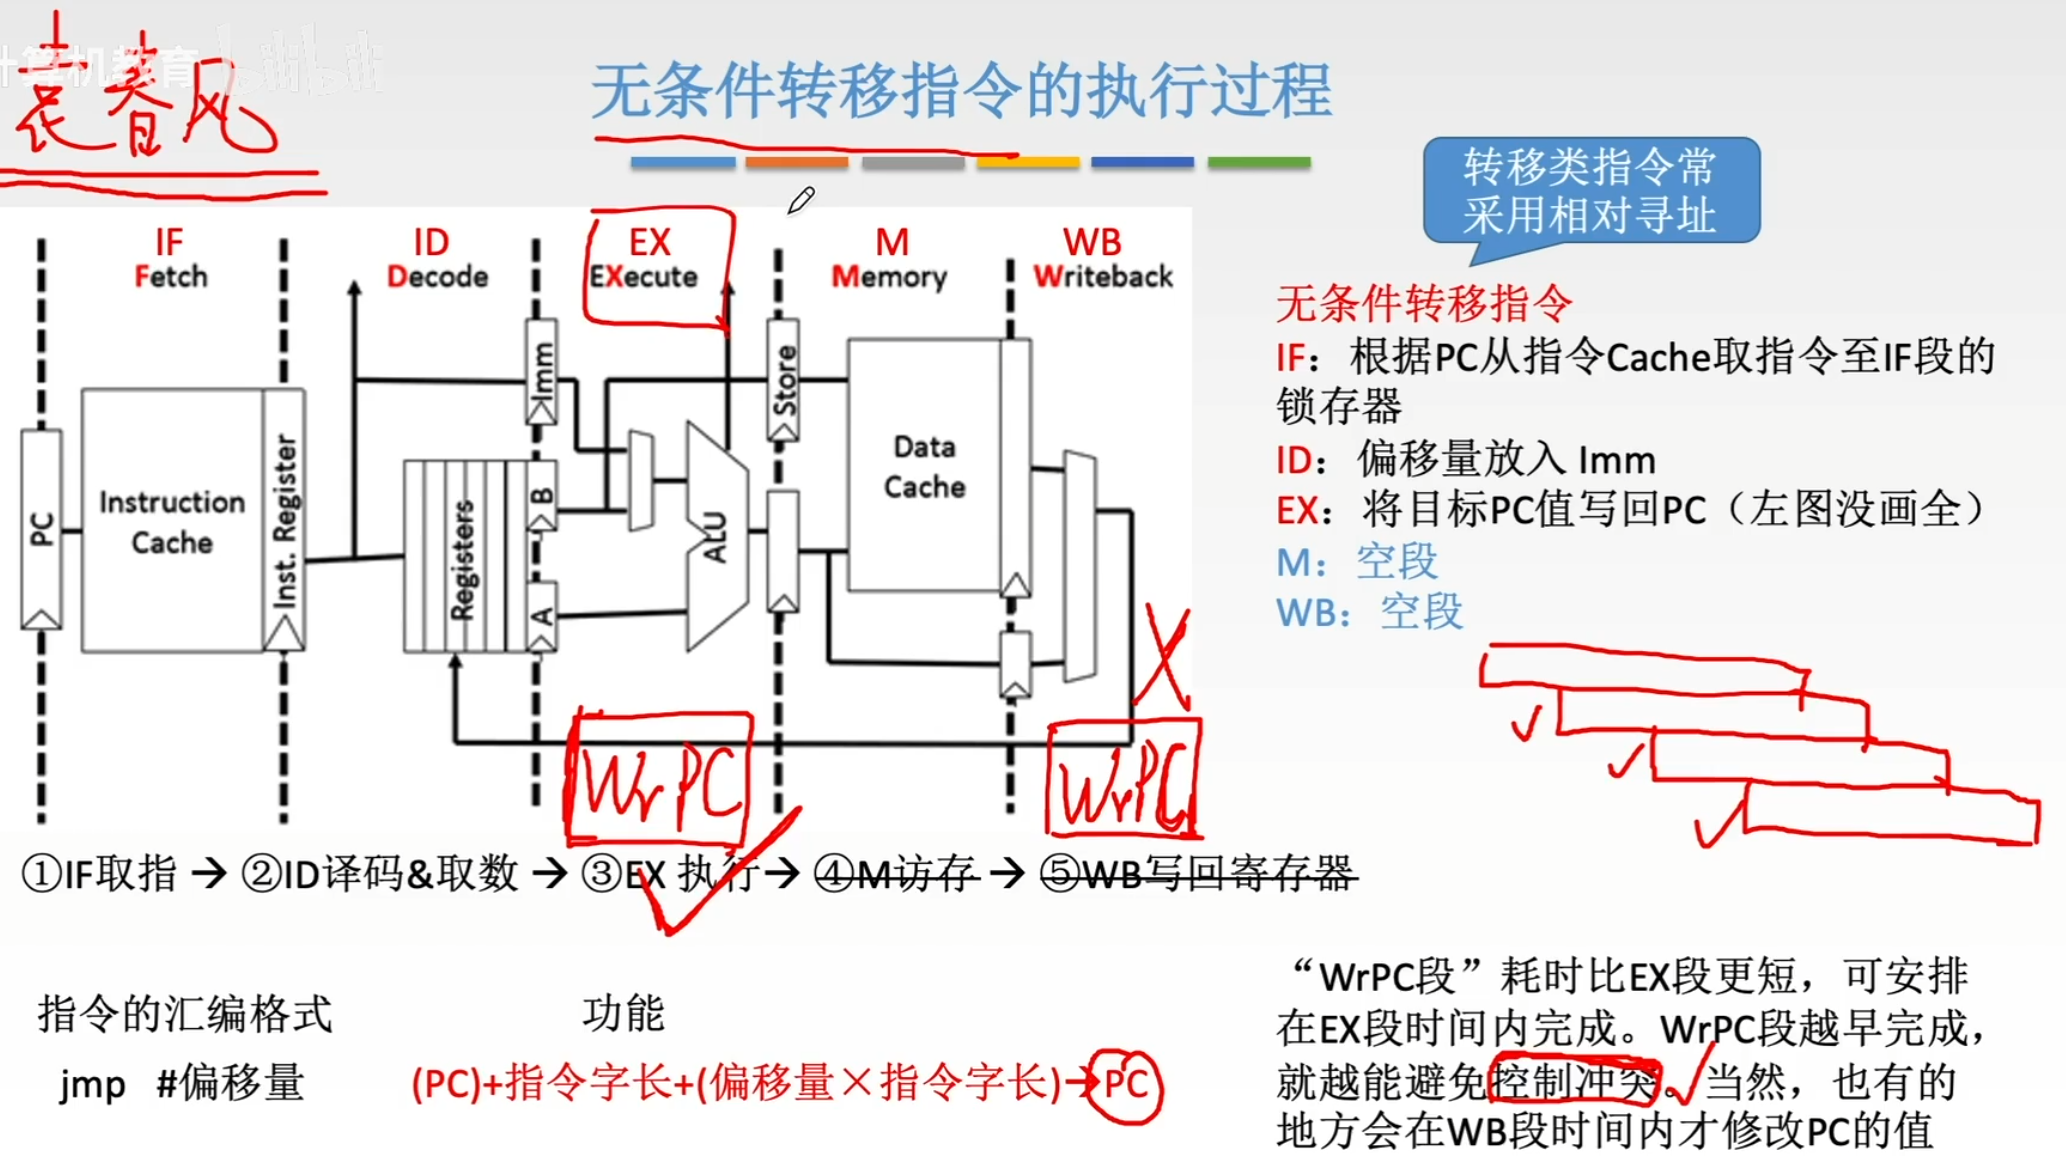 计算机教育 bilibili
春风
无条件转移指令的执行过程
转移类指令常
采用相对寻址
IF
Fetch
ID
Decode
EX
EXecute
M
Memory
WB
Writeback
PC
Instruction
Cache
Inst. Register
Registers
Imm
B
A
ALU
Store
Data
Cache
WrPC
WrPC
无条件转移指令
IF：根据PC从指令Cache取指令至IF段的
锁存器
ID：偏移量放入 Imm
EX：将目标PC值写回PC（左图没画全）
M：空段
WB：空段
①IF取指 → ②ID译码&取数 → ③EX 执行→ ④M访存 → ⑤WB写回寄存器
指令的汇编格式
功能
jmp #偏移量
(PC)+指令字长+(偏移量×指令字长)→PC
“WrPC段”耗时比EX段更短，可安排
在EX段时间内完成。WrPC段越早完成，
就越能避免控制冲突。当然，也有的
地方会在WB段时间内才修改PC的值